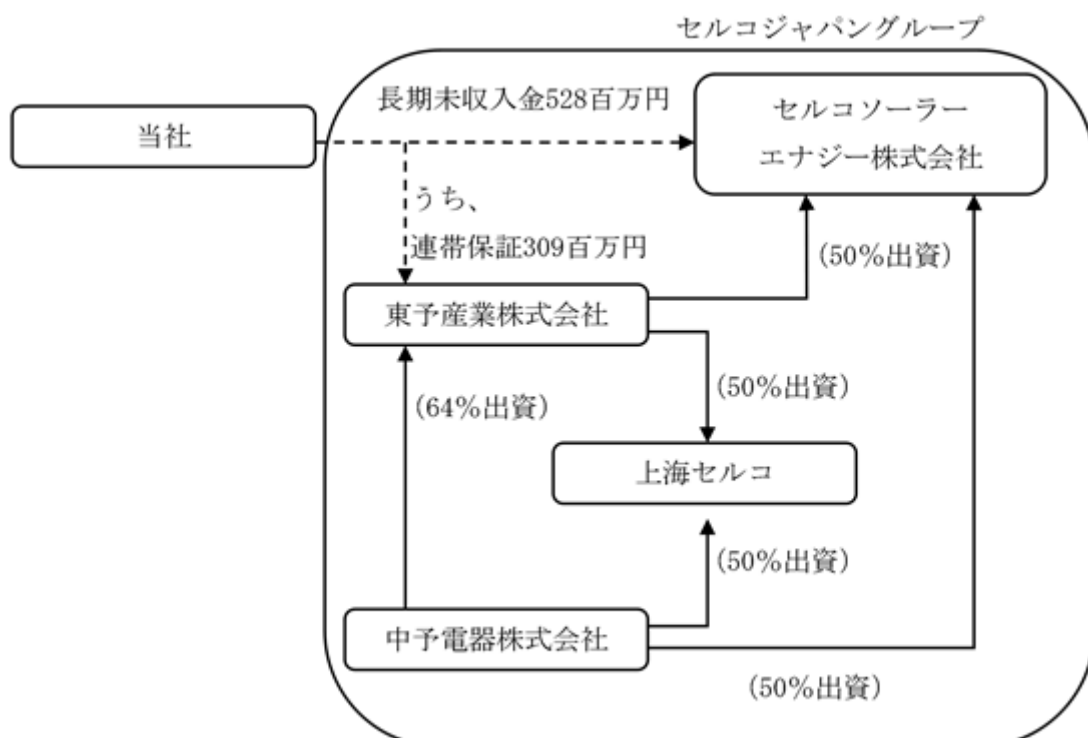 セルコジャパングループ
長期未収入金528百万円
当社
セルコソーラー
エナジー株式会社
うち、
連帯保証309百万円
(50%出資)
東予産業株式会社
(50%出資)
(64%出資)
上海セルコ
(50%出資)
中予電器株式会社
(50%出資)